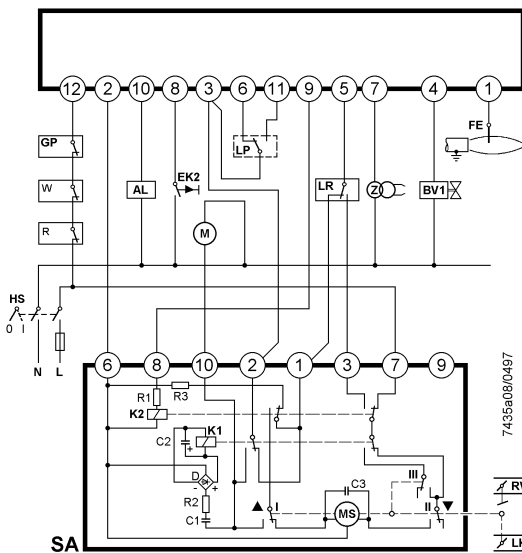 12 2 10 8 3 6 11 9 5 7 4 1
FE
GP
LP
W
AL
EK2
LR
Z
BV1
R
M
HS
0 I
N L
6 8 10 2 1 3 7 9
7435a08/0497
R1
R3
K2
K1
C2
+
D
- +
R2
C1
C3
I
MS
III
II
RV
LK
SA